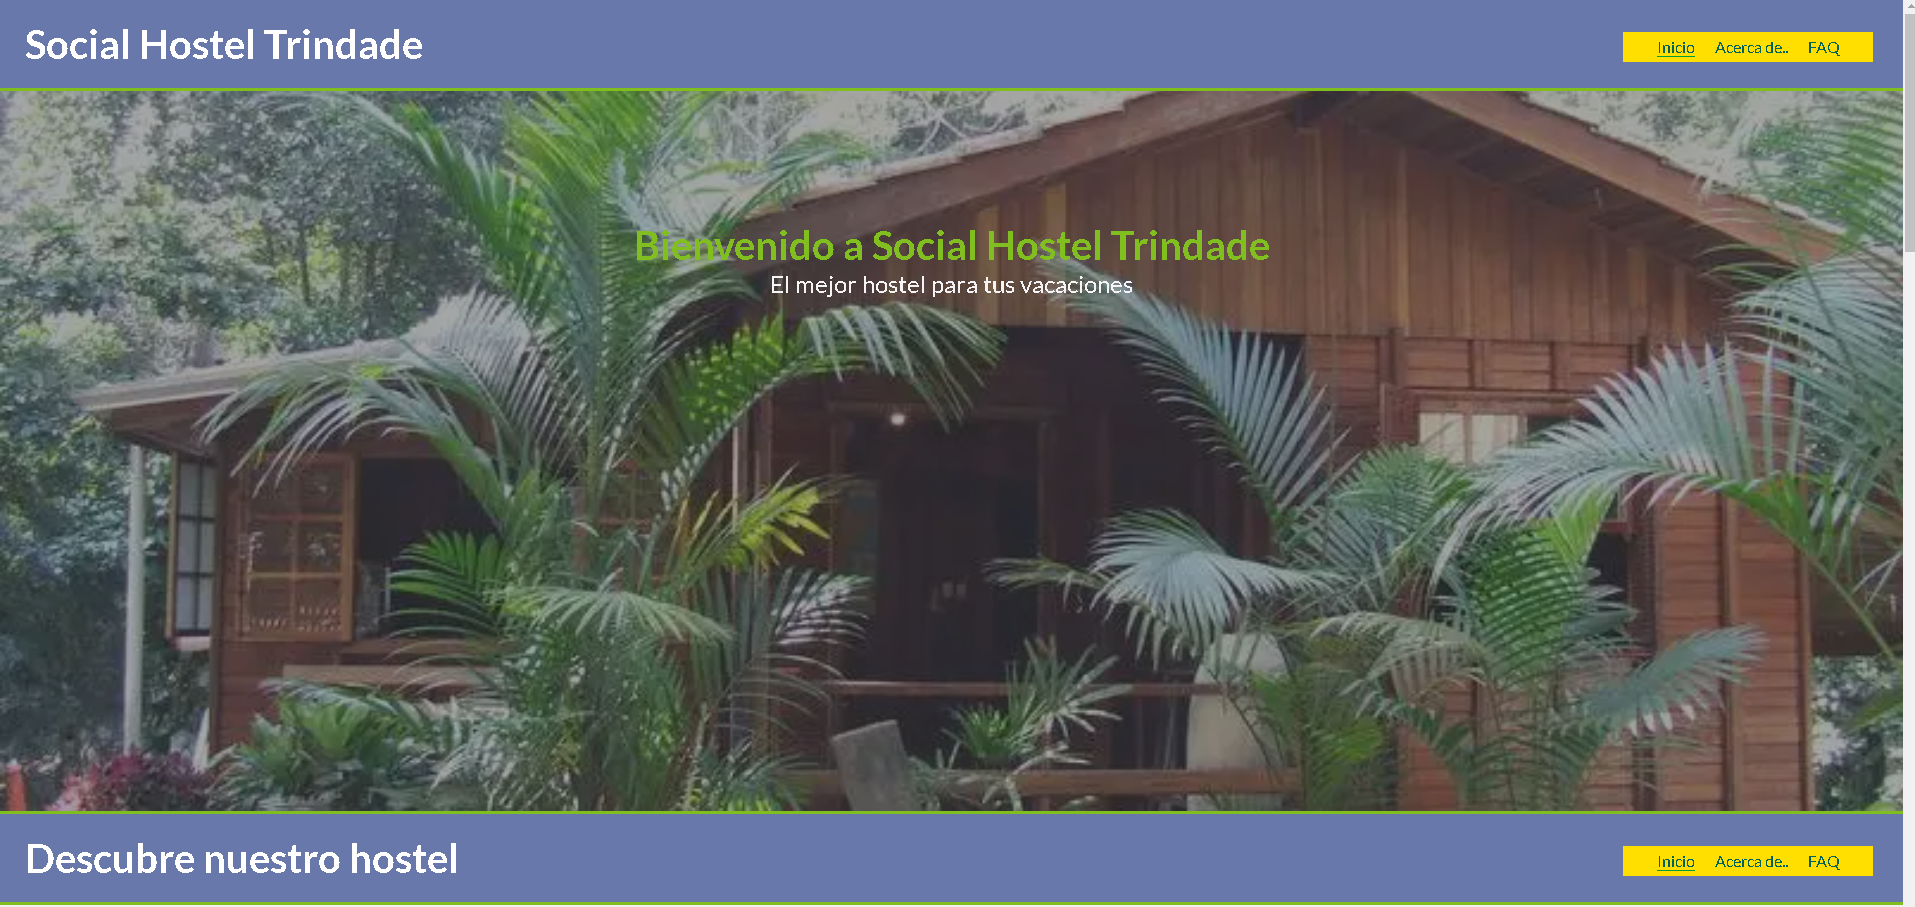 Social Hostel Trindade
Inicio Acerca de.. FAQ
Bienvenido a Social Hostel Trindade
El mejor hostel para tus vacaciones
Descubre nuestro hostel
Inicio Acerca de.. FAQ